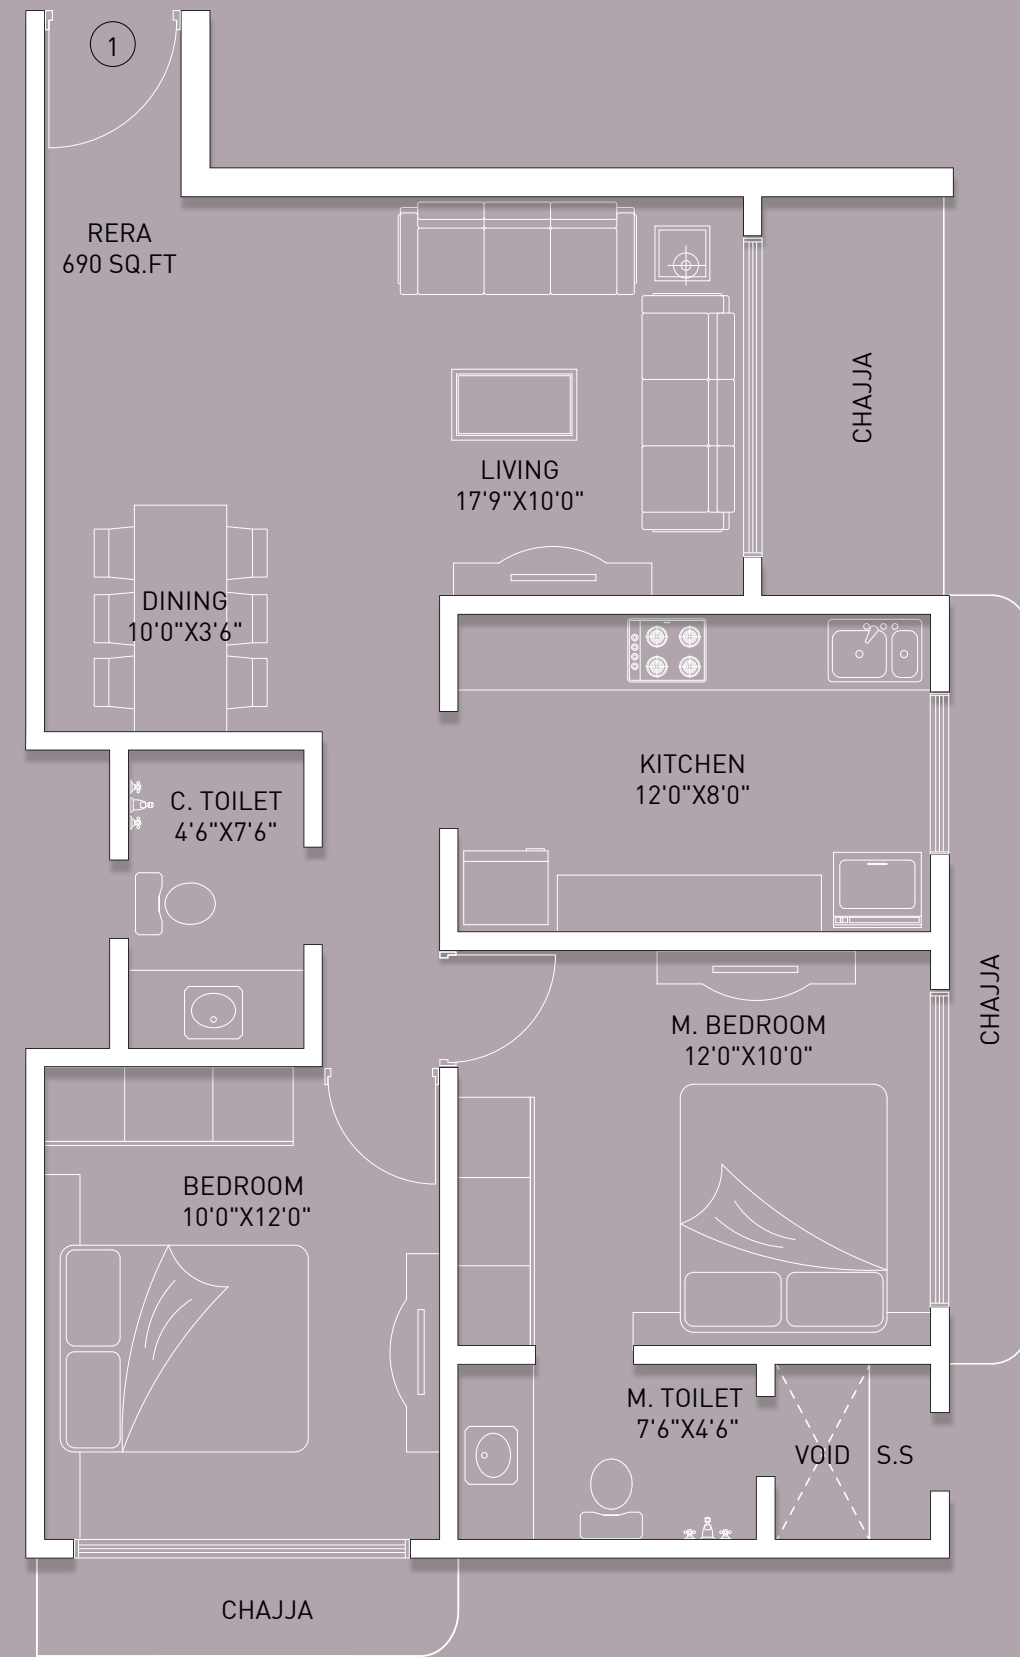 1
RERA
690 SQ.FT
CHAJJA
LIVING
17'9"X10'0"
DINING
10'0"X3'6"
KITCHEN
12'0"X8'0"
C. TOILET
4'6"X7'6"
CHAJJA
M. BEDROOM
12'0"X10'0"
BEDROOM
10'0"X12'0"
M. TOILET
7'6"X4'6"
VOID S.S
CHAJJA